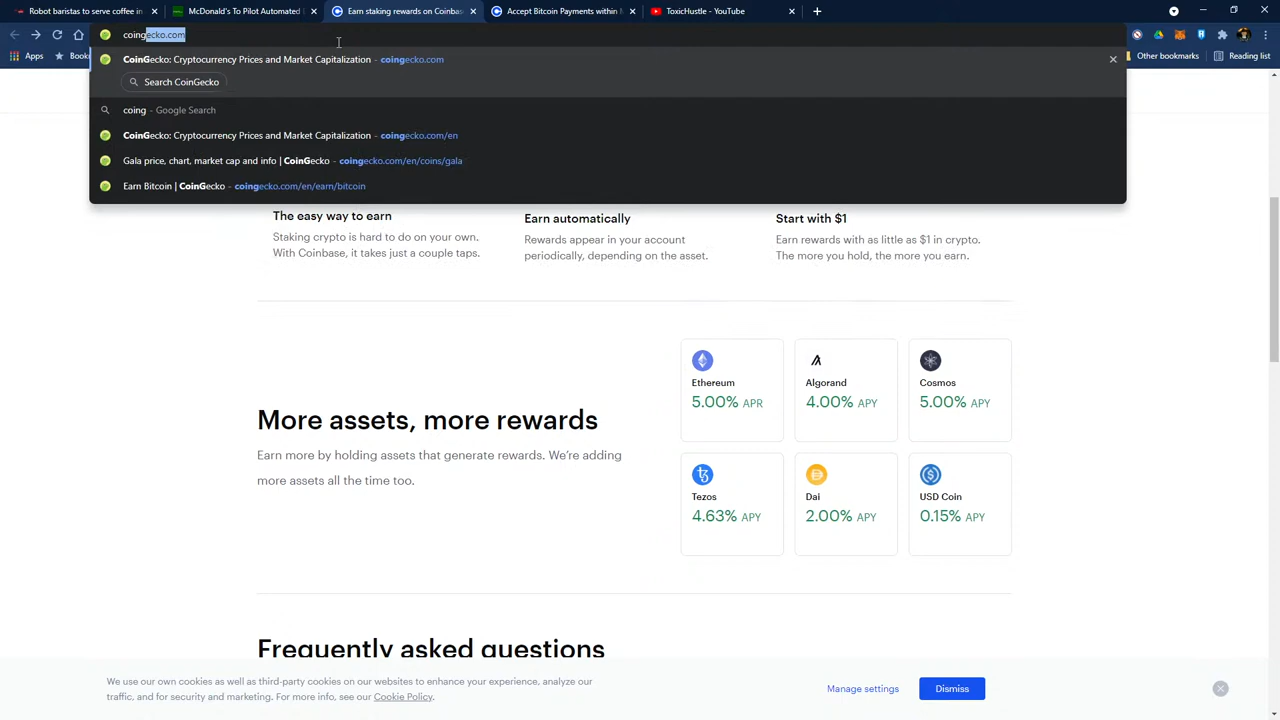 Robot baristas to serve coffee in
McDonald's To Pilot Automated
Earn staking rewards on Coinbas
Accept Bitcoin Payments within M
ToxicHustle - YouTube
coingecko.com
Apps
Book
Other bookmarks
Reading list
CoinGecko: Cryptocurrency Prices and Market Capitalization - coingecko.com
Search CoinGecko
coing - Google Search
CoinGecko: Cryptocurrency Prices and Market Capitalization - coingecko.com/en
Gala price, chart, market cap and info | CoinGecko - coingecko.com/en/coins/gala
Earn Bitcoin | CoinGecko - coingecko.com/en/earn/bitcoin
The easy way to earn
Staking crypto is hard to do on your own.
With Coinbase, it takes just a couple taps.
Earn automatically
Rewards appear in your account
periodically, depending on the asset.
Start with $1
Earn rewards with as little as $1 in crypto.
The more you hold, the more you earn.
More assets, more rewards
Earn more by holding assets that generate rewards. We're adding
more assets all the time too.
Ethereum
5.00% APR
Algorand
4.00% APY
Cosmos
5.00% APY
Tezos
4.63% APY
Dai
2.00% APY
USD Coin
0.15% APY
Frequently asked questions
We use our own cookies as well as third-party cookies on our websites to enhance your experience, analyze our
traffic, and for security and marketing. For more info, see our Cookie Policy.
Manage settings
Dismiss